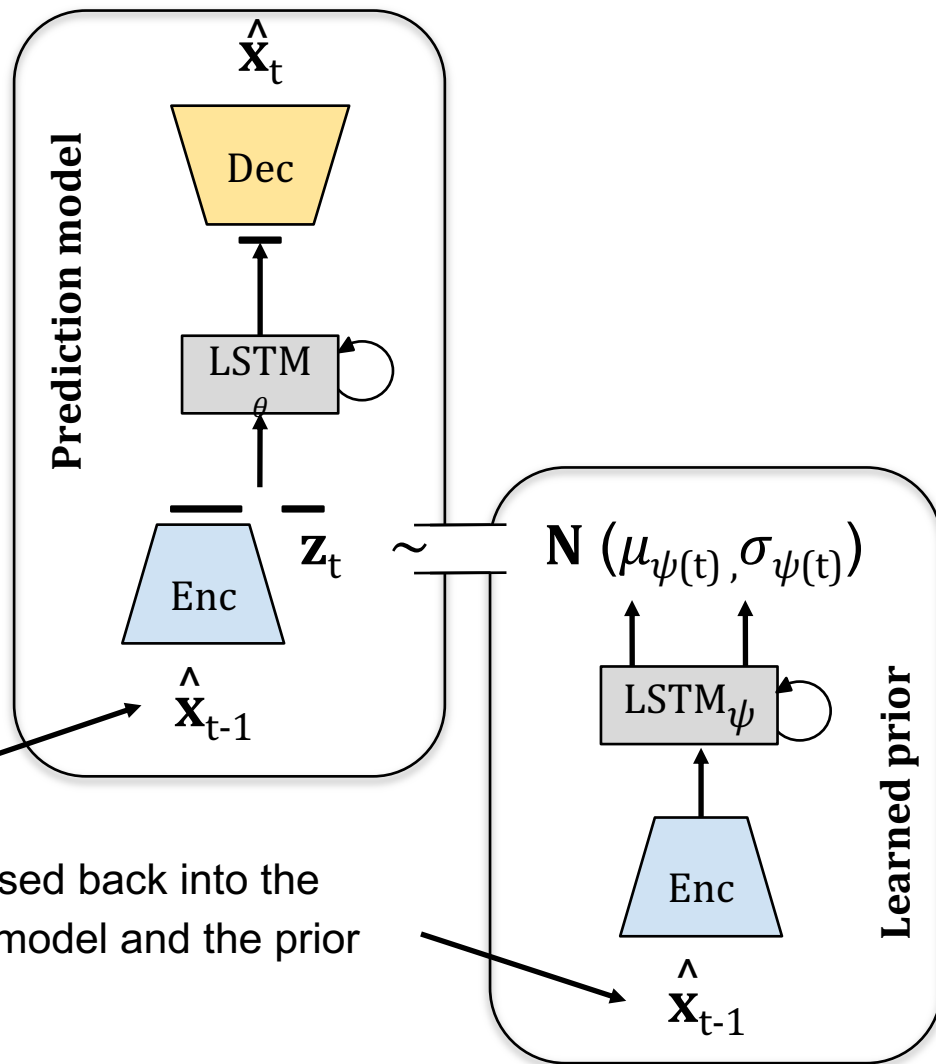 x̂t
Dec
Prediction model
LSTM
θ
zt ~ N (μψ(t) ,σψ(t))
Enc
x̂t-1
LSTMψ
Learned prior
sed back into the
Enc
model and the prior
x̂t-1